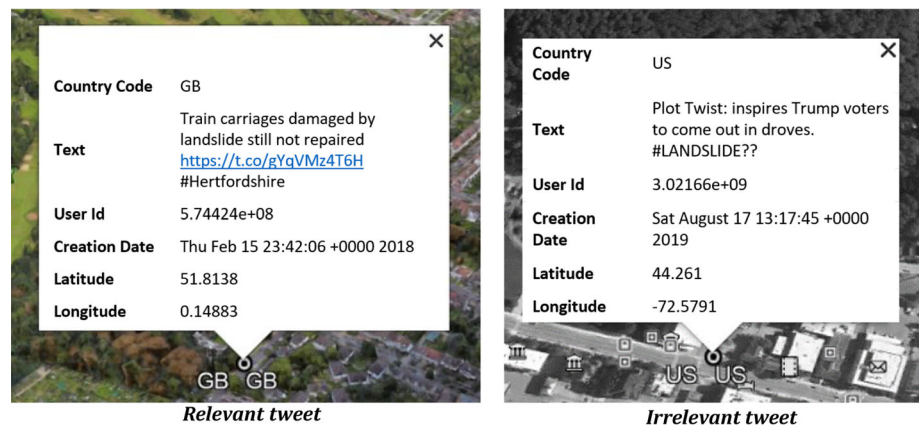 Country Code GB
Text Train carriages damaged by
landslide still not repaired
https://t.co/gYqVMz4T6H
#Hertfordshire
User Id 5.74424e+08
Creation Date Thu Feb 15 23:42:06 +0000 2018
Latitude 51.8138
Longitude 0.14883
GB GB
Relevant tweet
Country
Code US
Text Plot Twist: inspires Trump voters
to come out in droves.
#LANDSLIDE??
User Id 3.02166e+09
Creation
Date Sat August 17 13:17:45 +0000
2019
Latitude 44.261
Longitude -72.5791
US US
Irrelevant tweet